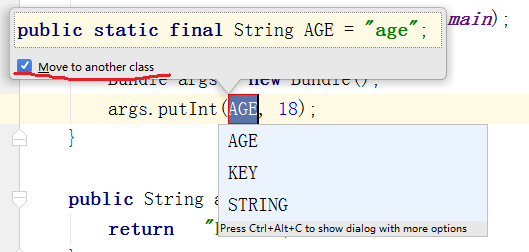 main);
public static final String AGE = "age";
Move to another class
Bundle args = new Bundle();
args.putInt(AGE, 18);
}
AGE
KEY
STRING
Press Ctrl+Alt+C to show dialog with more options
public String a
return "